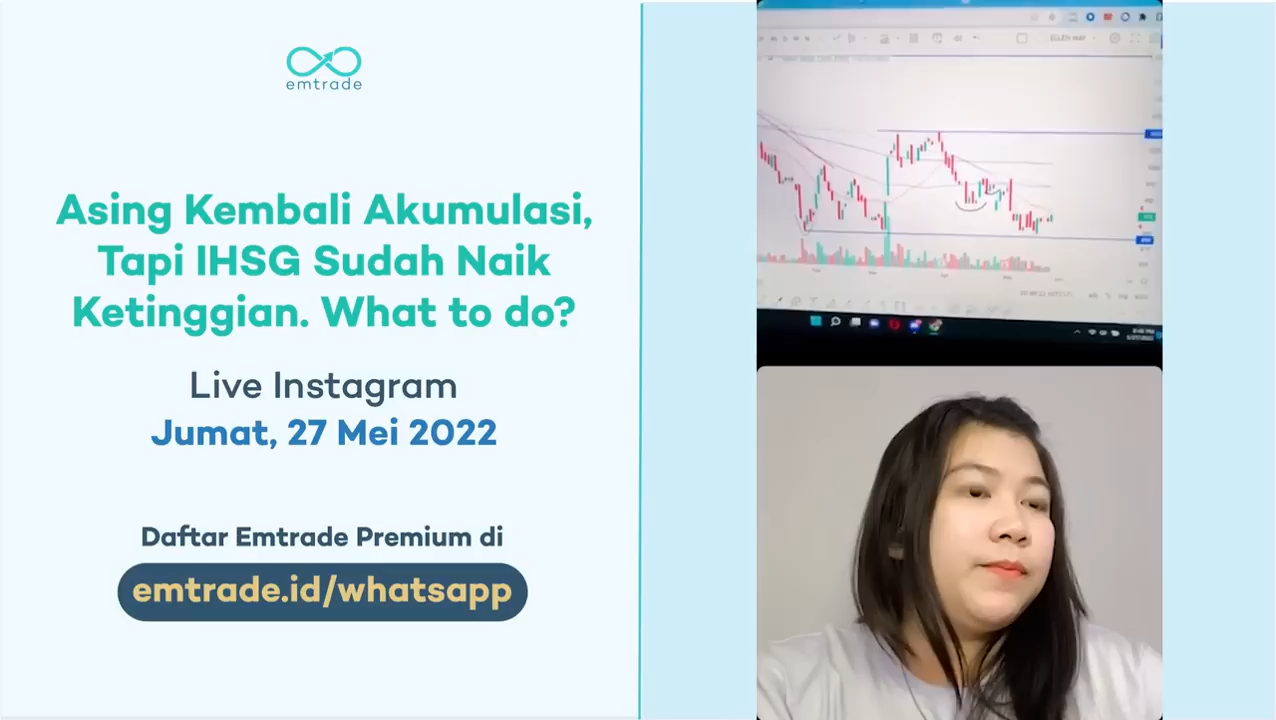 emtrade
Asing Kembali Akumulasi,
Tapi IHSG Sudah Naik
Ketinggian. What to do?
Live Instagram
Jumat, 27 Mei 2022
Daftar Emtrade Premium di
emtrade.id/whatsapp